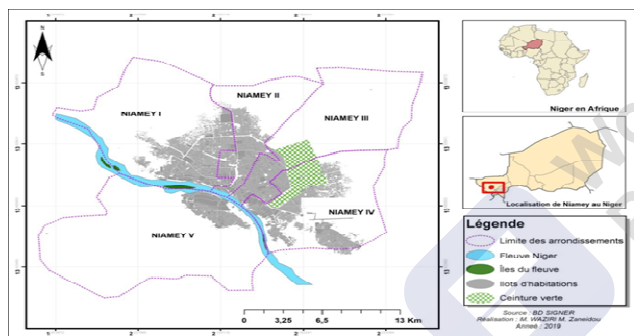 N
NIAMEY I
NIAMEY II
NIAMEY III
NIAMEY IV
NIAMEY V
0 3,25 6,5 13 Km
Niger en Afrique
Localisation de Niamey au Niger
Légende
Limite des arrondissements
Fleuve Niger
Îles du fleuve
Ilots d'habitations
Ceinture verte
Source : BD SIGNER
Réalisation : M. WAZIRI M. Zaneidou
Année : 2019